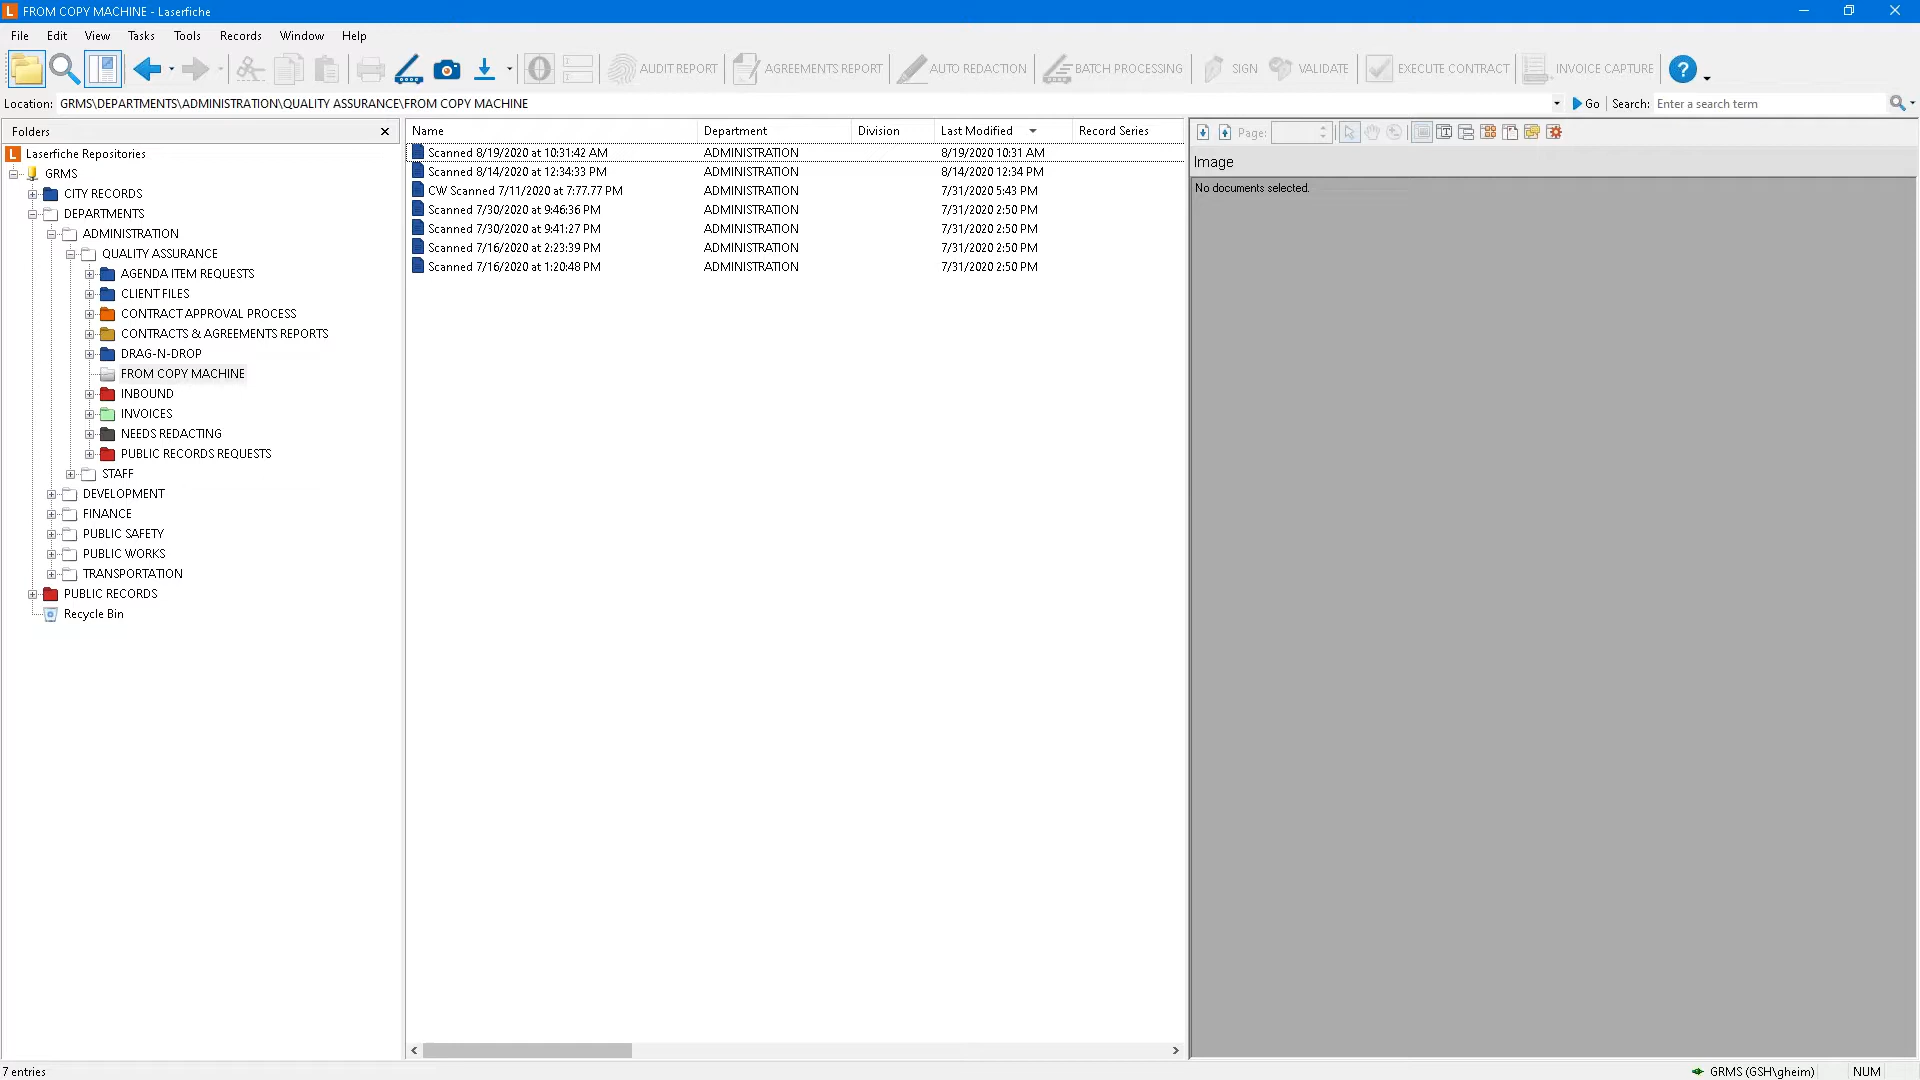 FROM COPY MACHINE - Laserfiche
File Edit View Tasks Tools Records Window Help
AUDIT REPORT AGREEMENTS REPORT AUTO REDACTION BATCH PROCESSING SIGN VALIDATE EXECUTE CONTRACT INVOICE CAPTURE
Location: GRMS\DEPARTMENTS\ADMINISTRATION\QUALITY ASSURANCE\FROM COPY MACHINE Go Search: Enter a search term
Folders
Laserfiche Repositories
GRMS
CITY RECORDS
DEPARTMENTS
ADMINISTRATION
QUALITY ASSURANCE
AGENDA ITEM REQUESTS
CLIENT FILES
CONTRACT APPROVAL PROCESS
CONTRACTS & AGREEMENTS REPORTS
DRAG-N-DROP
FROM COPY MACHINE
INBOUND
INVOICES
NEEDS REDACTING
PUBLIC RECORDS REQUESTS
STAFF
DEVELOPMENT
FINANCE
PUBLIC SAFETY
PUBLIC WORKS
TRANSPORTATION
PUBLIC RECORDS
Recycle Bin
Name Department Division Last Modified Record Series
Scanned 8/19/2020 at 10:31:42 AM ADMINISTRATION 8/19/2020 10:31 AM
Scanned 8/14/2020 at 12:34:33 PM ADMINISTRATION 8/14/2020 12:34 PM
CW Scanned 7/11/2020 at 7:77.77 PM ADMINISTRATION 7/31/2020 5:43 PM
Scanned 7/30/2020 at 9:46:36 PM ADMINISTRATION 7/31/2020 2:50 PM
Scanned 7/30/2020 at 9:41:27 PM ADMINISTRATION 7/31/2020 2:50 PM
Scanned 7/16/2020 at 2:23:39 PM ADMINISTRATION 7/31/2020 2:50 PM
Scanned 7/16/2020 at 1:20:48 PM ADMINISTRATION 7/31/2020 2:50 PM
Page:
Image
No documents selected.
7 entries
GRMS (GSH\gheim) NUM